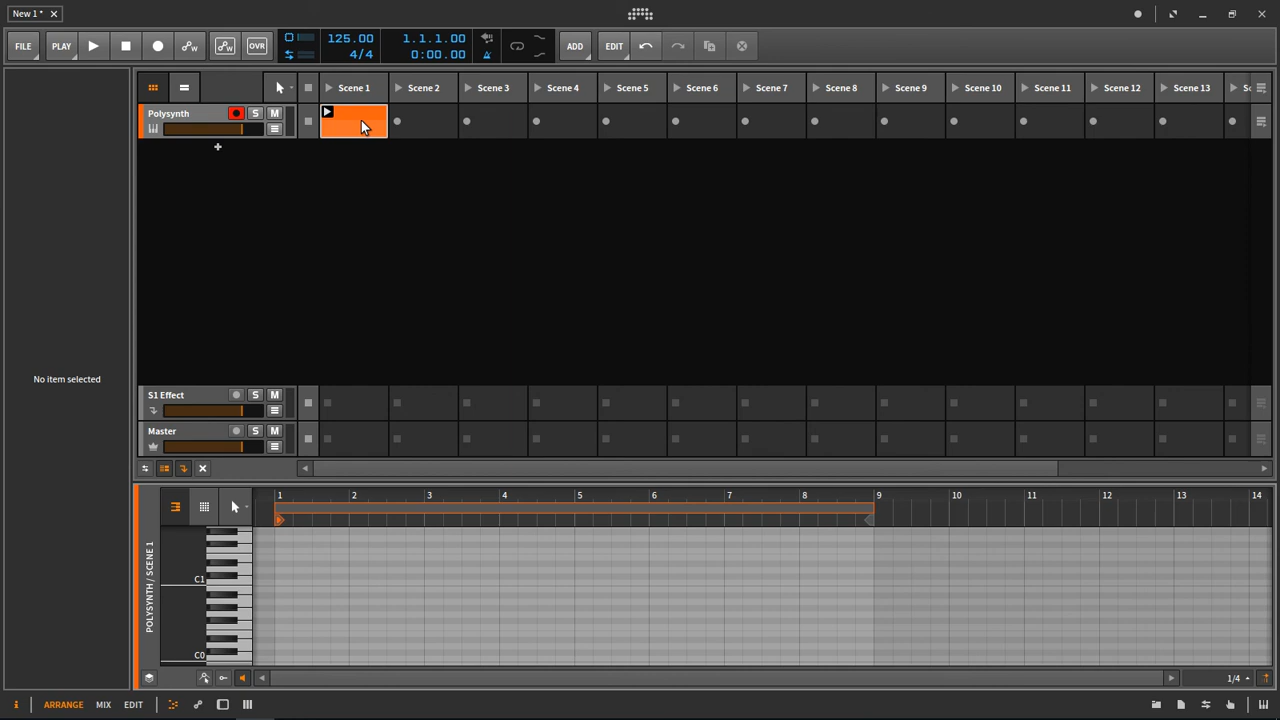 New 1 *
FILE PLAY OVR 125.00 4/4 1.1.1.00 0:00.00 ADD EDIT
Scene 1 Scene 2 Scene 3 Scene 4 Scene 5 Scene 6 Scene 7 Scene 8 Scene 9 Scene 10 Scene 11 Scene 12 Scene 13
Polysynth S M
No item selected
S1 Effect S M
Master S M
1 2 3 4 5 6 7 8 9 10 11 12 13 14
POLYSYNTH / SCENE 1
C1
C0
1/4
i ARRANGE MIX EDIT